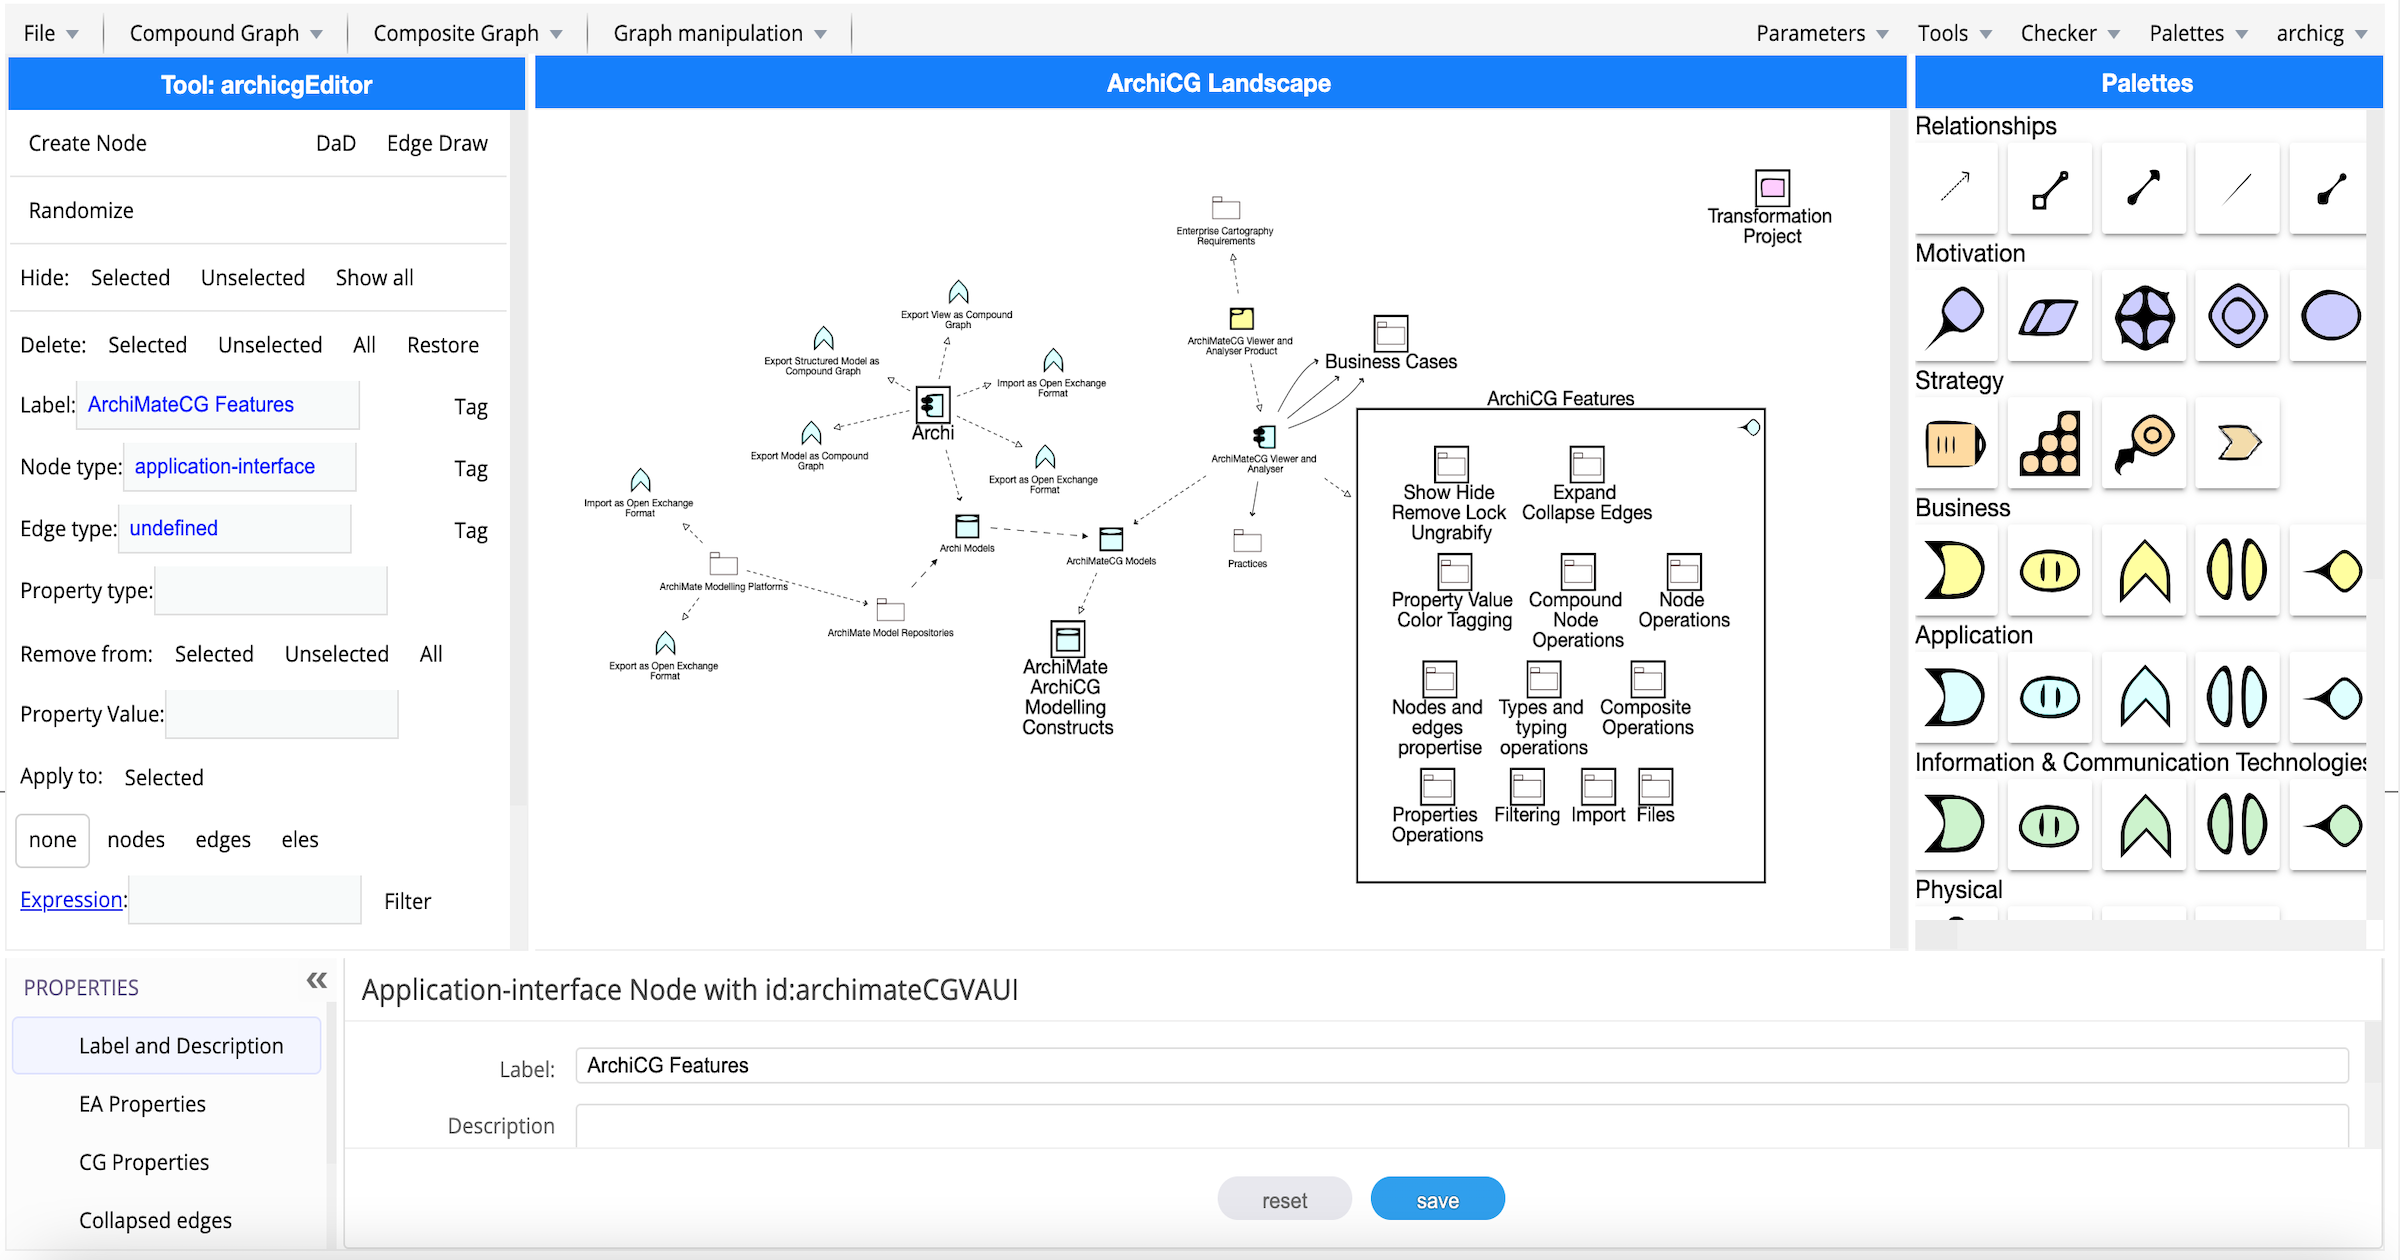 File
Compound Graph
Composite Graph
Graph manipulation
Parameters
Tools
Checker
Palettes
archicg
Tool: archicgEditor
ArchiCG Landscape
Palettes
Create Node
DaD
Edge Draw
Randomize
Hide:
Selected
Unselected
Show all
Delete:
Selected
Unselected
All
Restore
Label:
ArchiMateCG Features
Tag
Node type:
application-interface
Tag
Edge type:
undefined
Tag
Property type:
Remove from:
Selected
Unselected
All
Property Value:
Apply to:
Selected
none
nodes
edges
eles
Expression:
Filter
Transformation
Project
Enterprise Cartography
Requirements
Export View as Compound
Graph
Export Structured Model as
Compound Graph
Import as Open Exchange
Format
ArchiMateCG Viewer and
Analyser Product
Business Cases
Archi
Export Model as Compound
Graph
Export as Open Exchange
Format
ArchiMateCG Viewer and
Analyser
Import as Open Exchange
Format
Archi Models
ArchiMateCG Models
Practices
ArchiMate Modelling Platforms
ArchiMate Model Repositories
Export as Open Exchange
Format
ArchiMate
ArchiCG
Modelling
Constructs
ArchiCG Features
Show Hide
Remove Lock
Ungrabify
Expand
Collapse Edges
Property Value
Color Tagging
Compound
Node
Operations
Node
Operations
Nodes and
edges
propertise
Types and
typing
operations
Composite
Operations
Properties
Operations
Filtering
Import
Files
Relationships
Motivation
Strategy
Business
Application
Information & Communication Technologies
Physical
PROPERTIES
Label and Description
EA Properties
CG Properties
Collapsed edges
Application-interface Node with id:archimateCGVAUI
Label:
ArchiCG Features
Description
reset
save